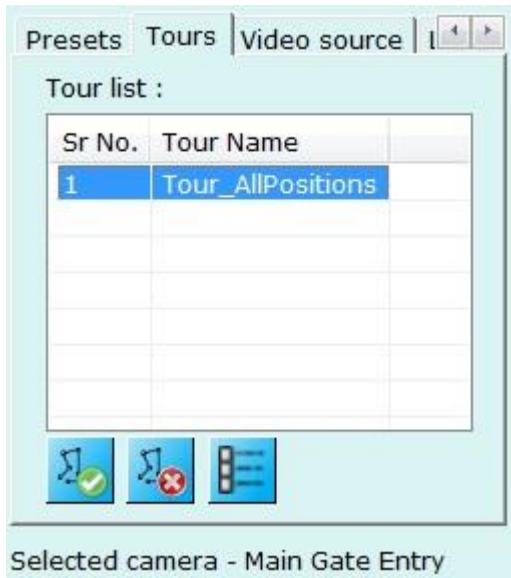 Presets Tours Video source
Tour list :
Sr No. Tour Name
1 Tour_AllPositions
Selected camera - Main Gate Entry